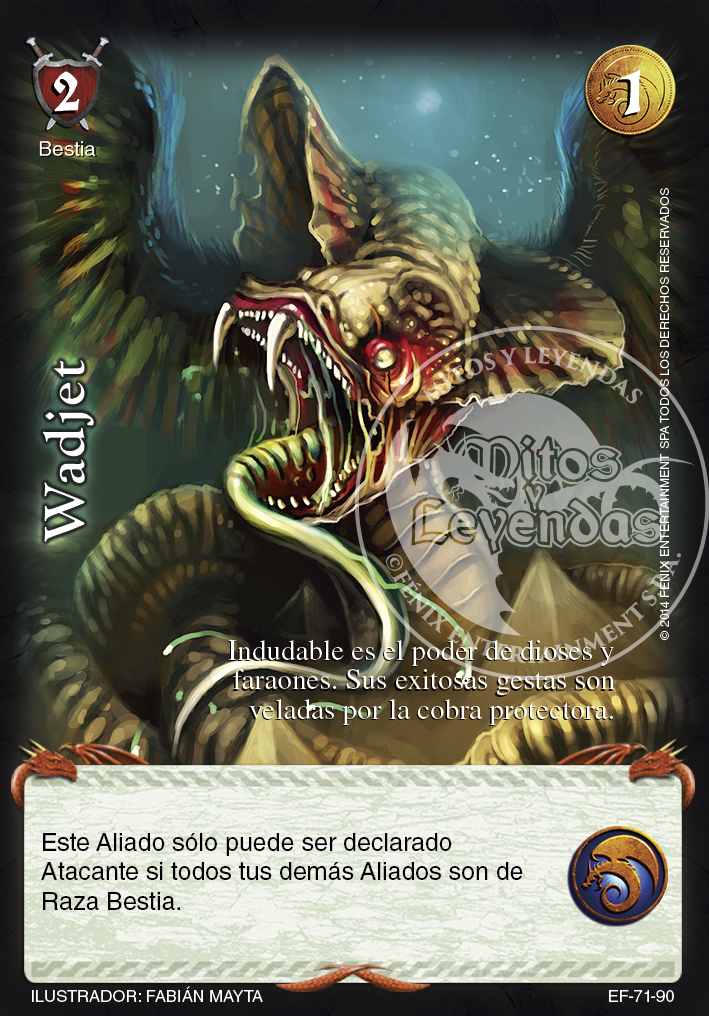 2
1
Bestia
Wadjet
MITOS Y LEYENDAS
Mitos
y
Leyendas
© FÉNIX ENTERTAINMENT S.P.A.
© 2014 FÉNIX ENTERTAINMENT SPA TODOS LOS DERECHOS RESERVADOS
Indudable es el poder de dioses y
faraones. Sus exitosas gestas son
veladas por la cobra protectora.
Este Aliado sólo puede ser declarado
Atacante si todos tus demás Aliados son de
Raza Bestia.
ILUSTRADOR: FABIÁN MAYTA
EF-71-90